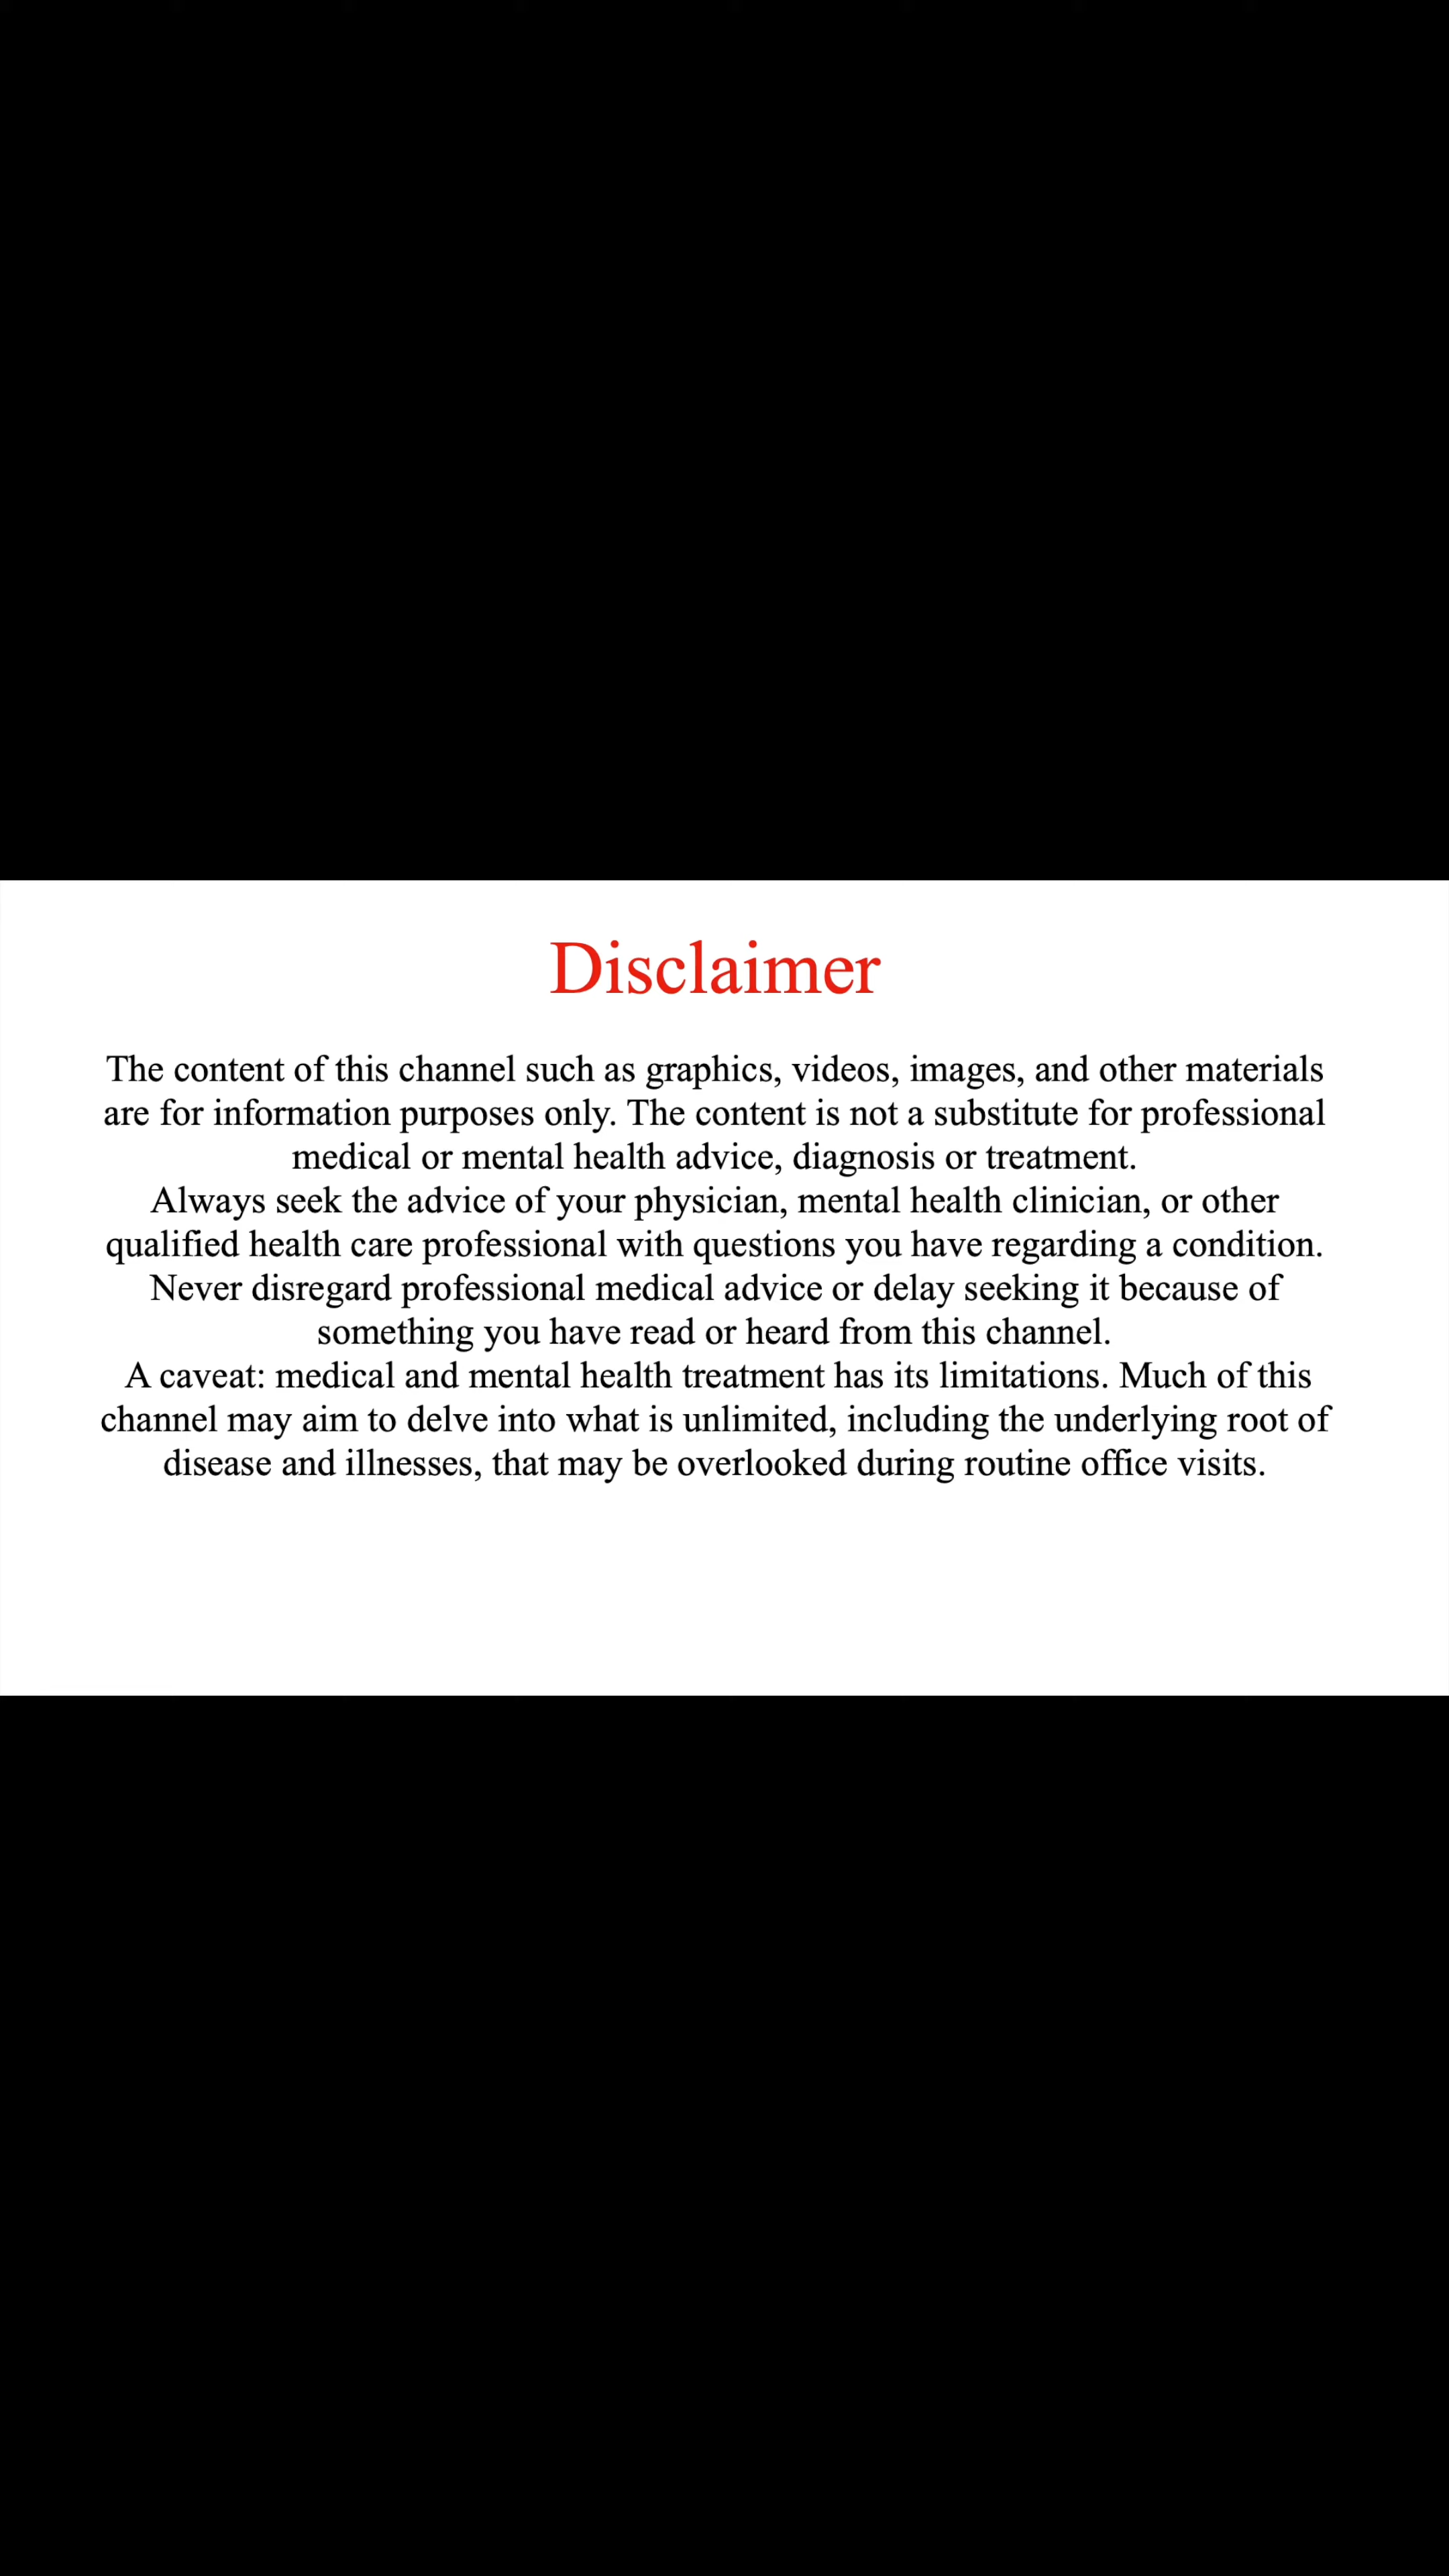 Disclaimer
The content of this channel such as graphics, videos, images, and other materials
are for information purposes only. The content is not a substitute for professional
medical or mental health advice, diagnosis or treatment.
Always seek the advice of your physician, mental health clinician, or other
qualified health care professional with questions you have regarding a condition.
Never disregard professional medical advice or delay seeking it because of
something you have read or heard from this channel.
A caveat: medical and mental health treatment has its limitations. Much of this
channel may aim to delve into what is unlimited, including the underlying root of
disease and illnesses, that may be overlooked during routine office visits.